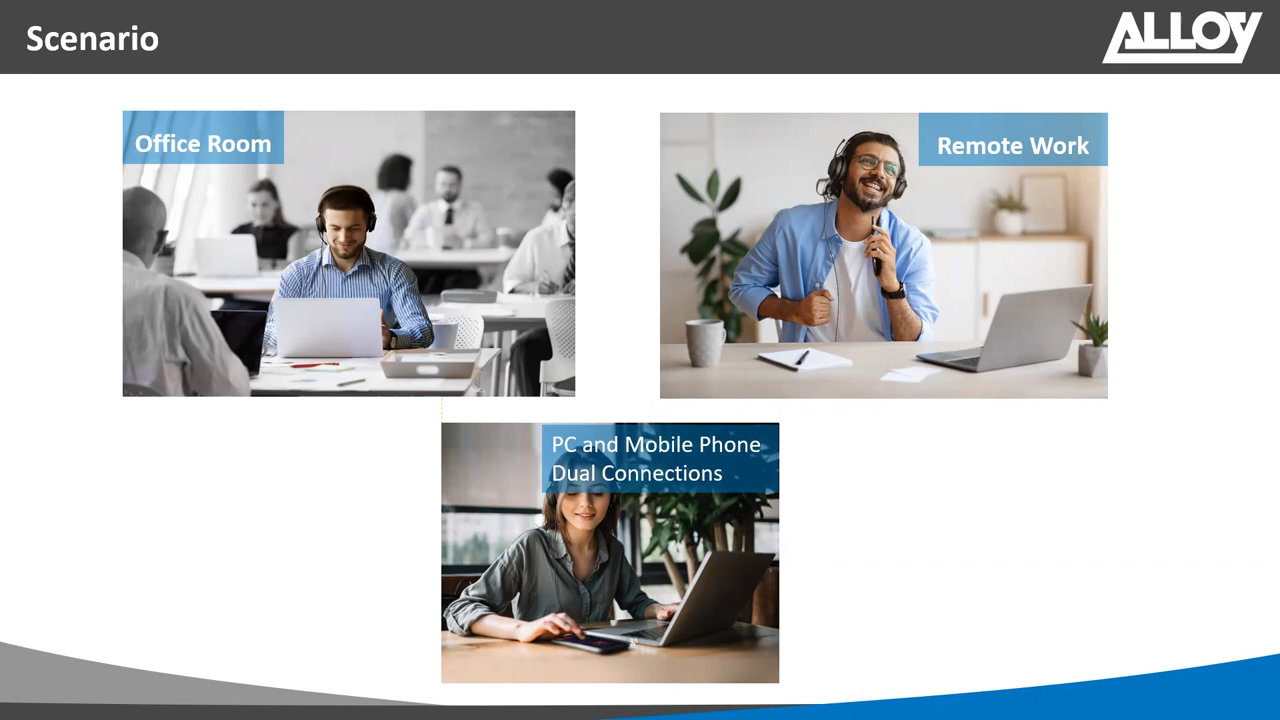 Scenario
ALLOY
Office Room
Remote Work
PC and Mobile Phone
Dual Connections